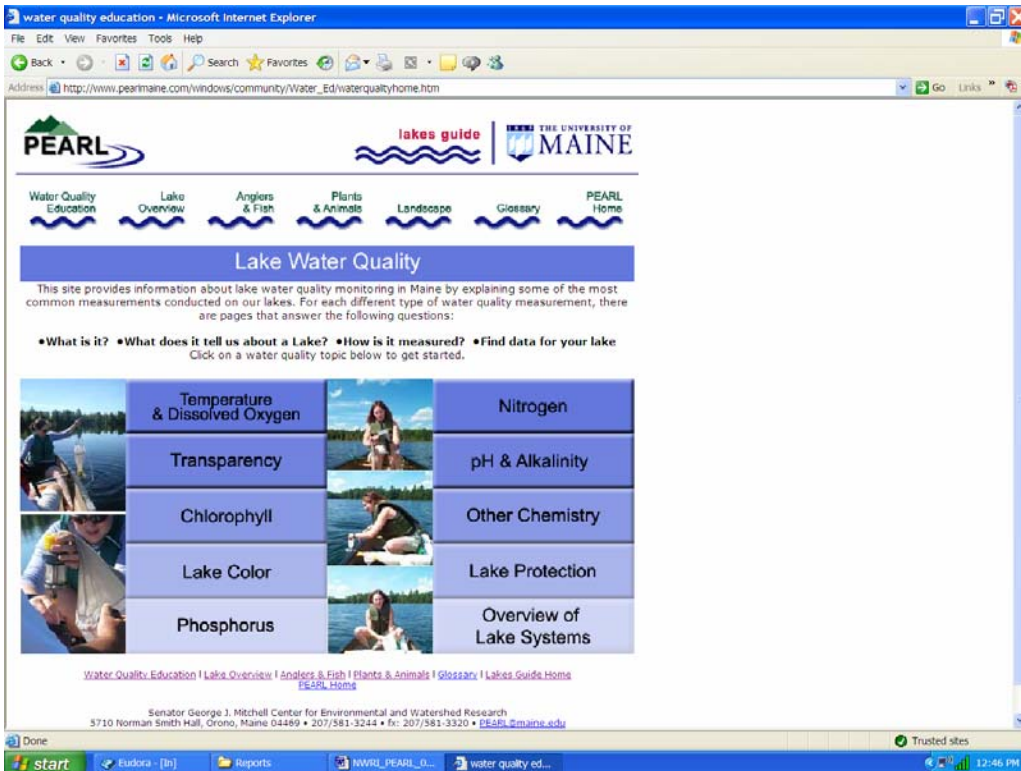 water quality education - Microsoft Internet Explorer
File Edit View Favorites Tools Help
Back Search Favorites
Address http://www.pearlmaine.com/windows/community/Water_Ed/waterqualityhome.htm Go Links »
PEARL
lakes guide
1865 THE UNIVERSITY OF
MAINE
Water Quality
Education
Lake
Overview
Anglers
& Fish
Plants
& Animals
Landscape
Glossary
PEARL
Home
Lake Water Quality
This site provides information about lake water quality monitoring in Maine by explaining some of the most
common measurements conducted on our lakes. For each different type of water quality measurement, there
are pages that answer the following questions:
•What is it? •What does it tell us about a Lake? •How is it measured? •Find data for your lake
Click on a water quality topic below to get started.
Temperature
& Dissolved Oxygen
Nitrogen
Transparency
pH & Alkalinity
Chlorophyll
Other Chemistry
Lake Color
Lake Protection
Phosphorus
Overview of
Lake Systems
Water Quality Education | Lake Overview | Anglers & Fish | Plants & Animals | Glossary | Lakes Guide Home
PEARL Home
Senator George J. Mitchell Center for Environmental and Watershed Research
5710 Norman Smith Hall, Orono, Maine 04469 • 207/581-3244 • fx: 207/581-3320 • PEARL@maine.edu
Done Trusted sites
start Eudora - [In] Reports NWRI_PEARL_0... water quality ed... 12:46 PM